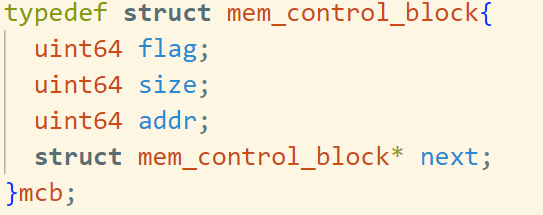 typedef struct mem_control_block{
  uint64 flag;
  uint64 size;
  uint64 addr;
  struct mem_control_block* next;
}mcb;